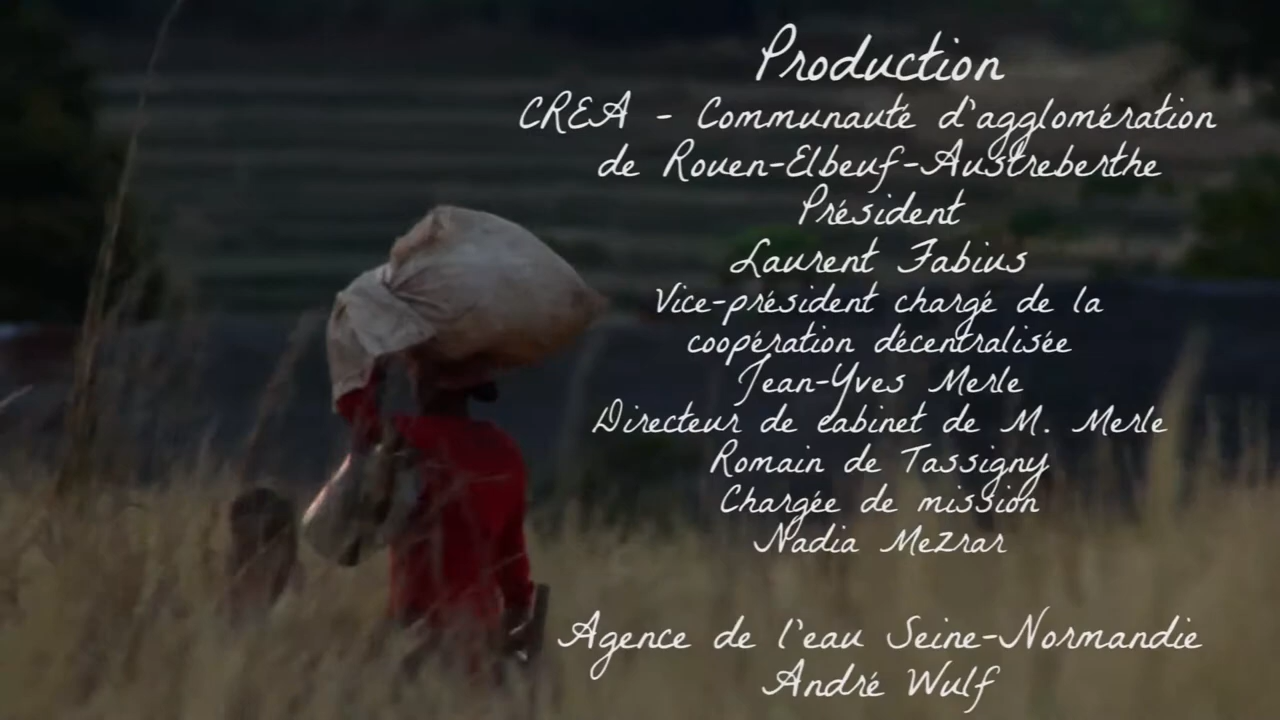 Production
CREA - Communauté d'agglomération
de Rouen-Elbeuf-Austreberthe
Président
Laurent Fabius
Vice-président chargé de la
coopération décentralisée
Jean-Yves Merle
Directeur de cabinet de M. Merle
Romain de Tassigny
Chargée de mission
Nadia Mezrar
Agence de l'eau Seine-Normandie
André Wulf